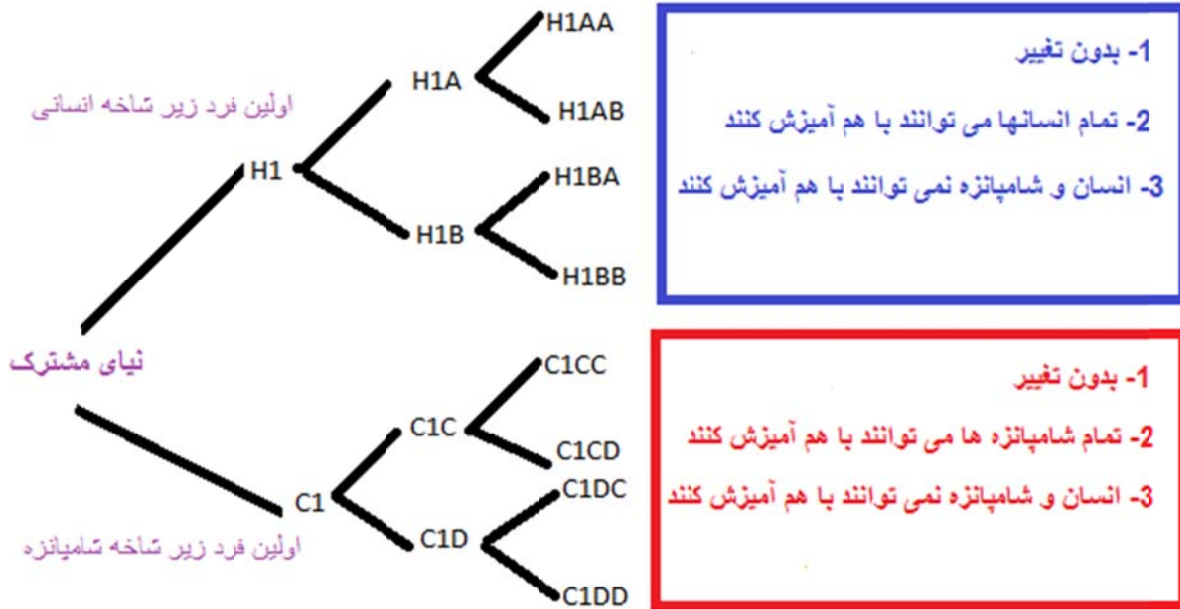 H1AA
H1A
H1AB
اولین فرد زیر شاخه انسانی
H1
H1BA
H1B
H1BB
1- بدون تغییر
2- تمام انسانها می توانند با هم آمیزش کنند
3- انسان و شامپانزه نمی توانند با هم آمیزش کنند
نیای مشترک
C1CC
C1C
C1CD
C1
C1DC
C1D
اولین فرد زیر شاخه شامپانزه
C1DD
1- بدون تغییر
2- تمام شامپانزه ها می توانند با هم آمیزش کنند
3- انسان و شامپانزه نمی توانند با هم آمیزش کنند